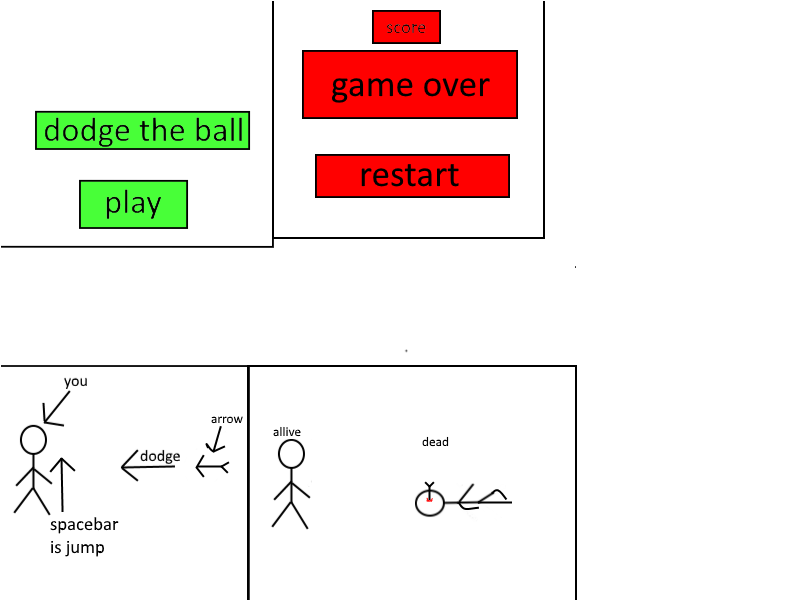 dodge the ball
play
score
game over
restart
you
arrow
dodge
spacebar
is jump
allive
dead